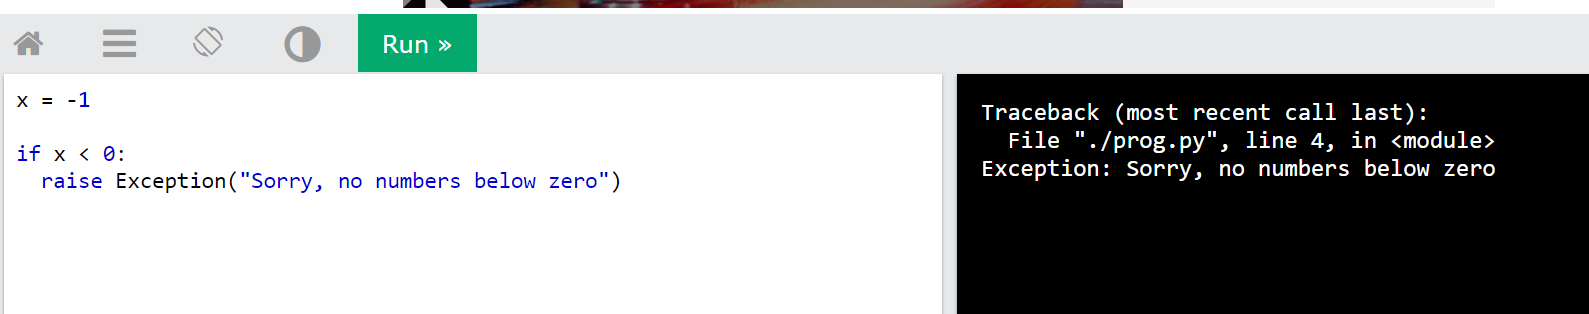 Run »
x = -1
if x < 0:
  raise Exception("Sorry, no numbers below zero")
Traceback (most recent call last):
  File "./prog.py", line 4, in <module>
Exception: Sorry, no numbers below zero